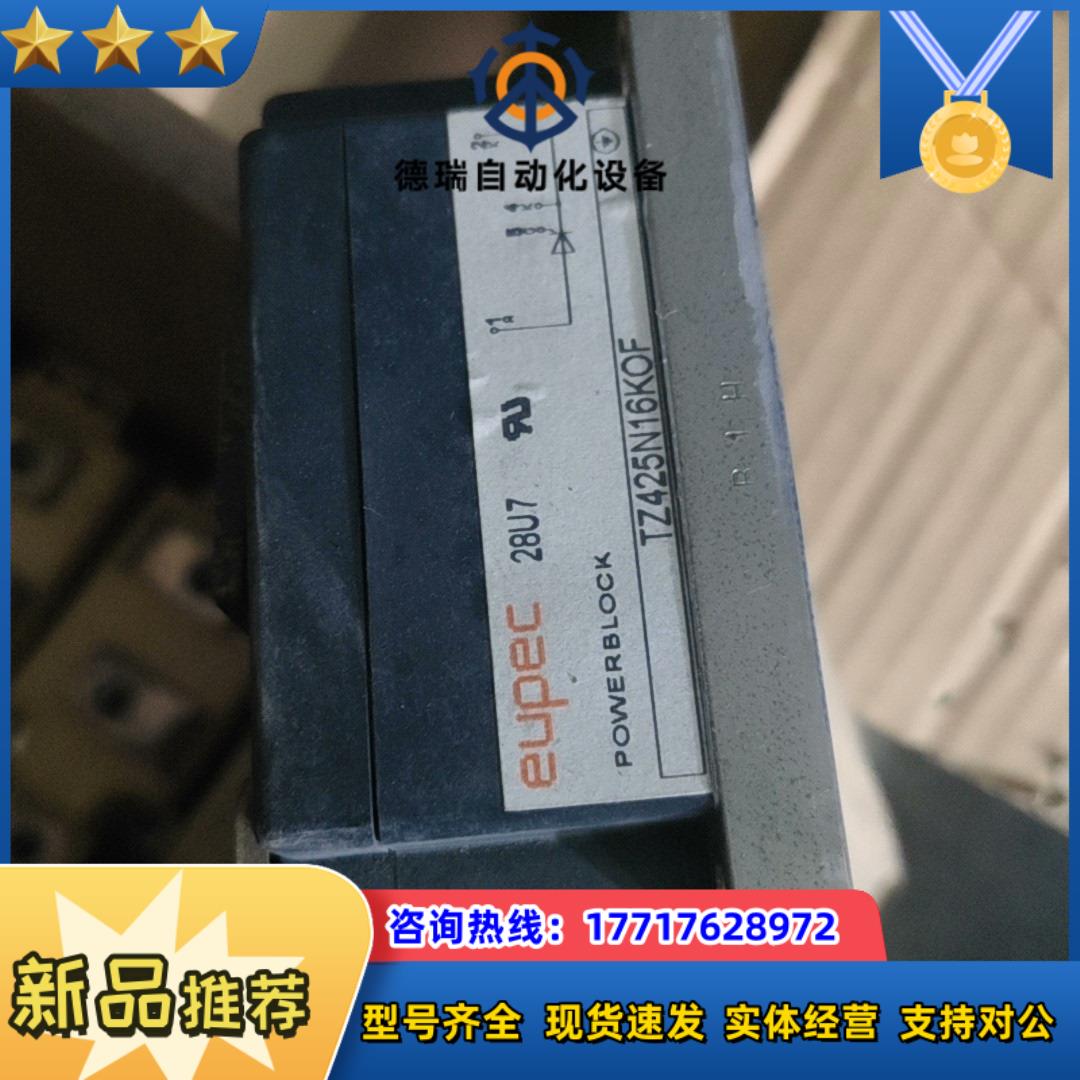 德瑞自动化设备
eupec
28U7
POWERBLOCK
TZ425N16KOF
咨询热线：17717628972
新品推荐
型号齐全 现货速发 实体经营 支持对公